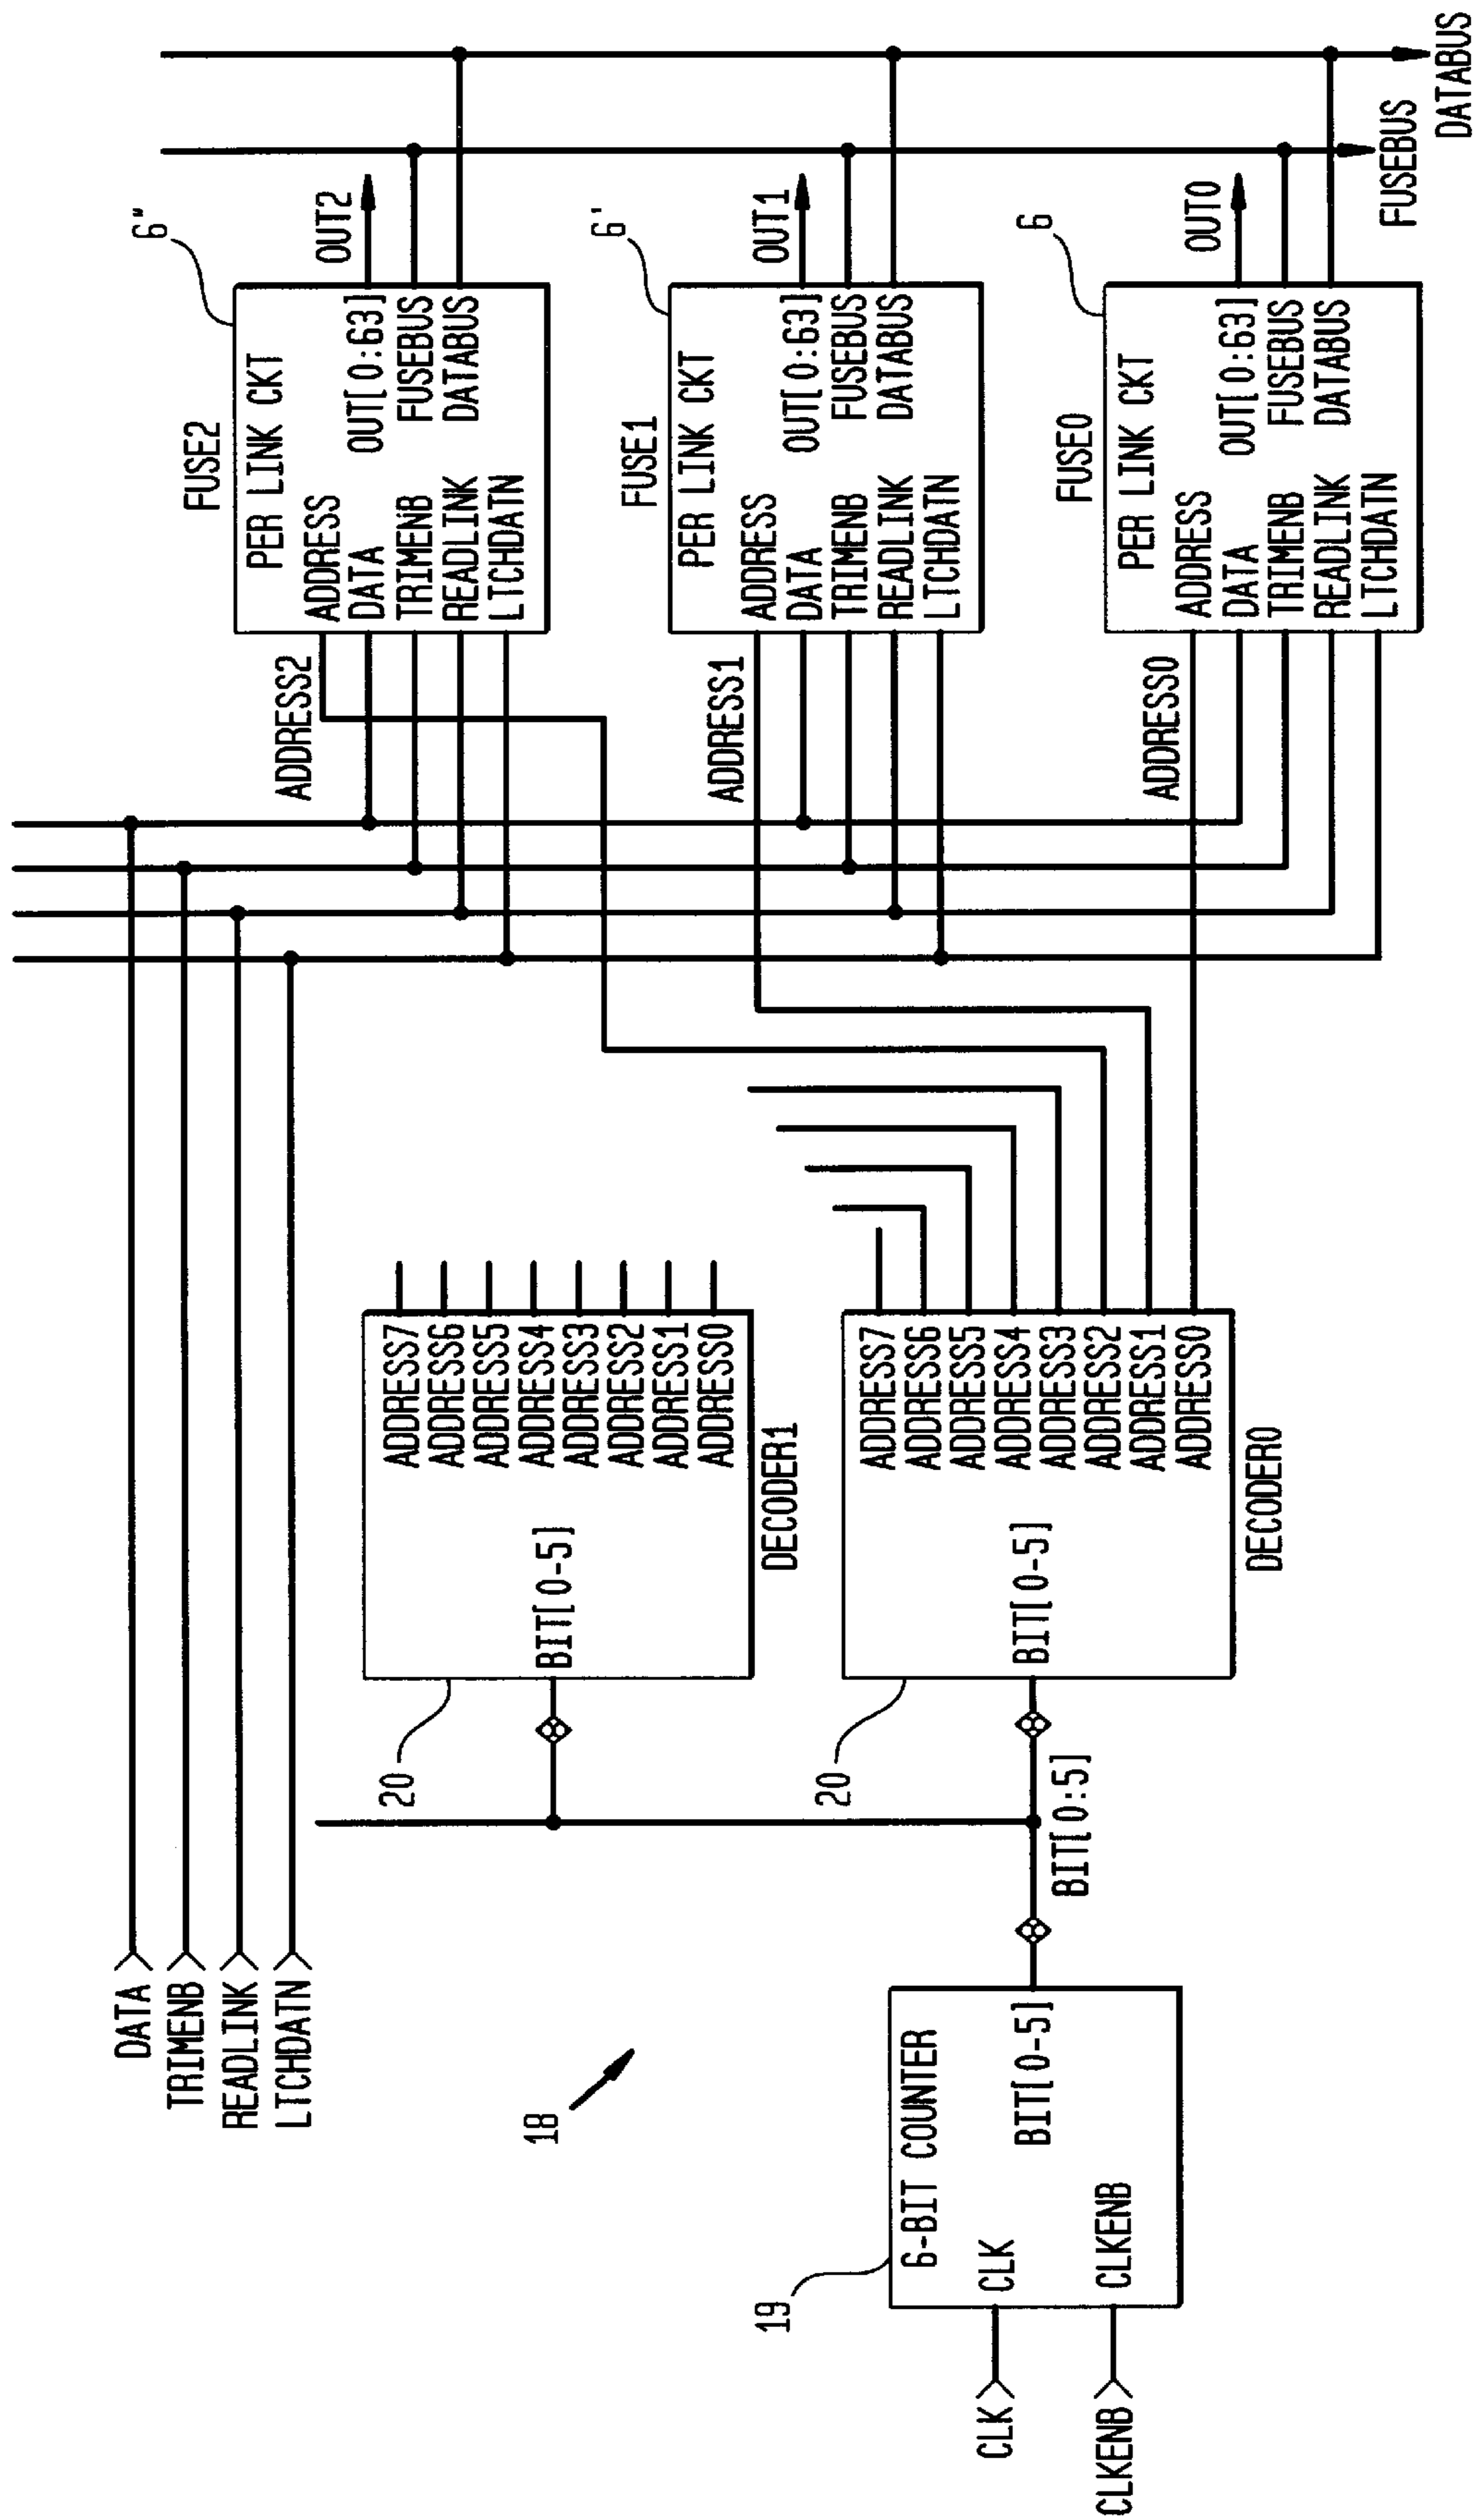 DATA
TRIMENB
READLINK
LTCHDATN
18
19
6-BIT COUNTER
CLK
CLK
BIT[0-5]
CLKENB
CLKENB
8
BIT[0:5]
20
8
BIT[0-5]
ADDRESS7
ADDRESS6
ADDRESS5
ADDRESS4
ADDRESS3
ADDRESS2
ADDRESS1
ADDRESS0
DECODER1
20
8
BIT[0-5]
ADDRESS7
ADDRESS6
ADDRESS5
ADDRESS4
ADDRESS3
ADDRESS2
ADDRESS1
ADDRESS0
DECODER0
6"
FUSE2
PER LINK CKT
ADDRESS2
ADDRESS
DATA
OUT[0:63]
OUT2
TRIMENB
FUSEBUS
READLINK
DATABUS
LTCHDATN
6'
FUSE1
PER LINK CKT
ADDRESS1
ADDRESS
DATA
OUT[0:63]
OUT1
TRIMENB
FUSEBUS
READLINK
DATABUS
LTCHDATN
6
FUSE0
PER LINK CKT
ADDRESS0
ADDRESS
DATA
OUT[0:63]
OUT0
TRIMENB
FUSEBUS
READLINK
DATABUS
LTCHDATN
FUSEBUS
DATABUS